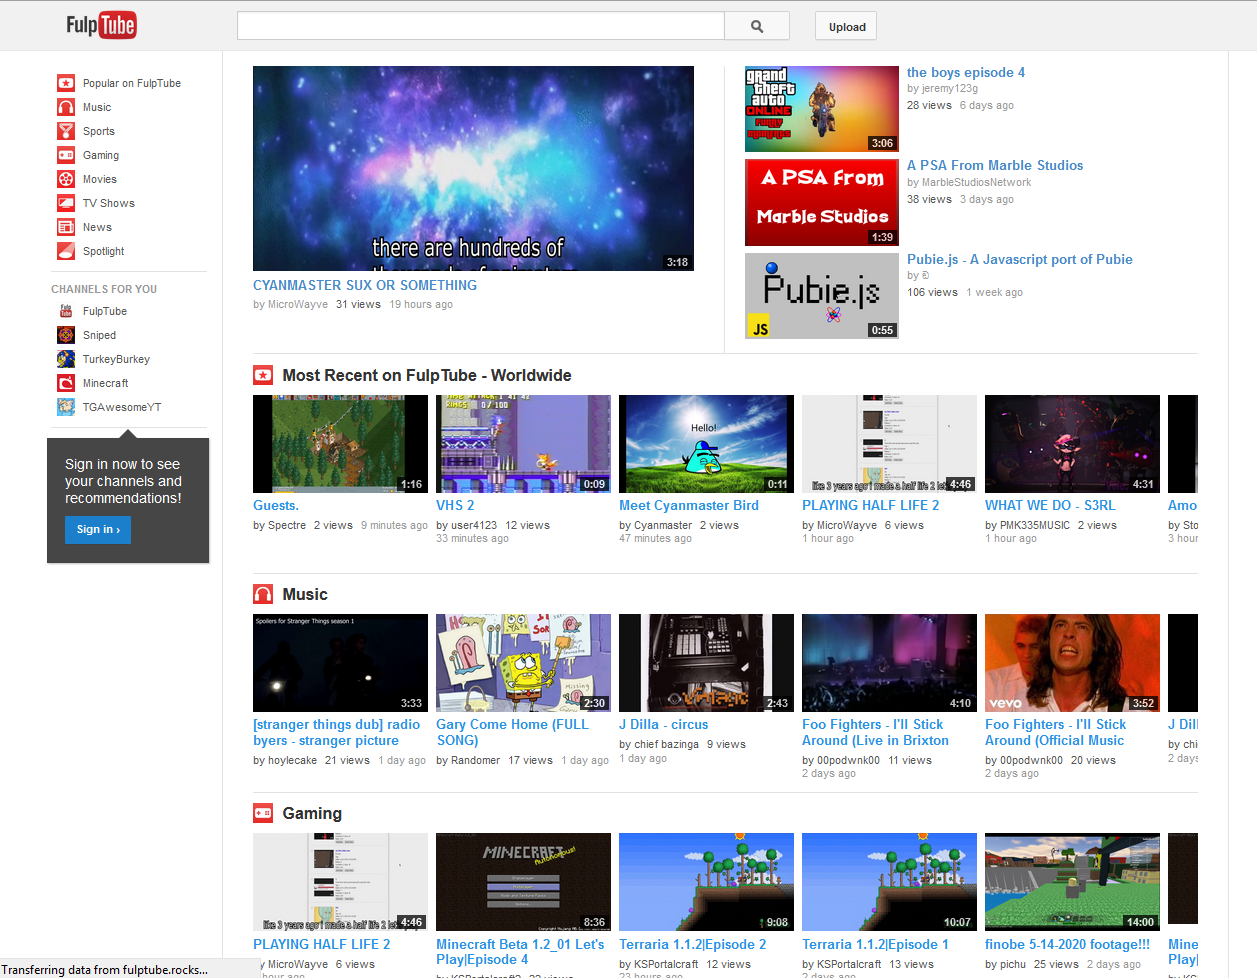 FulpTube
Upload
Popular on FulpTube
Music
Sports
Gaming
Movies
TV Shows
News
Spotlight
CHANNELS FOR YOU
FulpTube
Sniped
TurkeyBurkey
Minecraft
TGAwesomeYT
Sign in now to see
your channels and
recommendations!
Sign in ›
there are hundreds of
3:18
CYANMASTER SUX OR SOMETHING
by MicroWayve 31 views 19 hours ago
grand
theft
auto
ONLINE
FUNNY
MOMENTS
3:06
the boys episode 4
by jeremy123g
28 views 6 days ago
A PSA From
Marble Studios
1:39
A PSA From Marble Studios
by MarbleStudiosNetwork
38 views 3 days ago
Pubie.js
JS
0:55
Pubie.js - A Javascript port of Pubie
by
106 views 1 week ago
Most Recent on FulpTube - Worldwide
1:16
Guests.
by Spectre 2 views 9 minutes ago
RINGS 0/100
0:09
VHS 2
by user4123 12 views
33 minutes ago
Hello!
0:11
Meet Cyanmaster Bird
by Cyanmaster 2 views
47 minutes ago
like 3 years ago i made a half life 2 let
4:46
PLAYING HALF LIFE 2
by MicroWayve 6 views
1 hour ago
4:31
WHAT WE DO - S3RL
by PMK335MUSIC 2 views
1 hour ago
Amo
by Sto
3 hour
Music
Spoilers for Stranger Things season 1
3:33
[stranger things dub] radio
byers - stranger picture
by hoylecake 21 views 1 day ago
Missing
2:30
Gary Come Home (FULL
SONG)
by Randomer 17 views 1 day ago
2:43
J Dilla - circus
by chief bazinga 9 views
1 day ago
4:10
Foo Fighters - I'll Stick
Around (Live in Brixton
by 00podwnk00 11 views
2 days ago
vevo
3:52
Foo Fighters - I'll Stick
Around (Official Music
by 00podwnk00 20 views
2 days ago
J Dil
by chi
2 days
Gaming
like 3 years ago i made a half life 2 let
4:46
PLAYING HALF LIFE 2
y MicroWayve 6 views
hour ago
MINECRAFT
8:36
Minecraft Beta 1.2_01 Let's
Play|Episode 4
by KSPortalcraft 22 views
9:08
Terraria 1.1.2|Episode 2
by KSPortalcraft 12 views
23 hours ago
10:07
Terraria 1.1.2|Episode 1
by KSPortalcraft 13 views
2 days ago
14:00
finobe 5-14-2020 footage!!!
by pichu 25 views 2 days ago
Mine
Play|
by KS
Transferring data from fulptube.rocks...